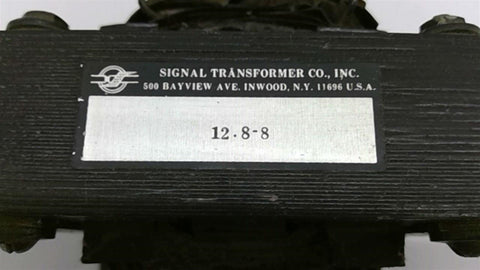 SIGNAL TRANSFORMER CO., INC.
500 BAYVIEW AVE. INWOOD, N.Y. 11696 U.S.A.
12.8-8